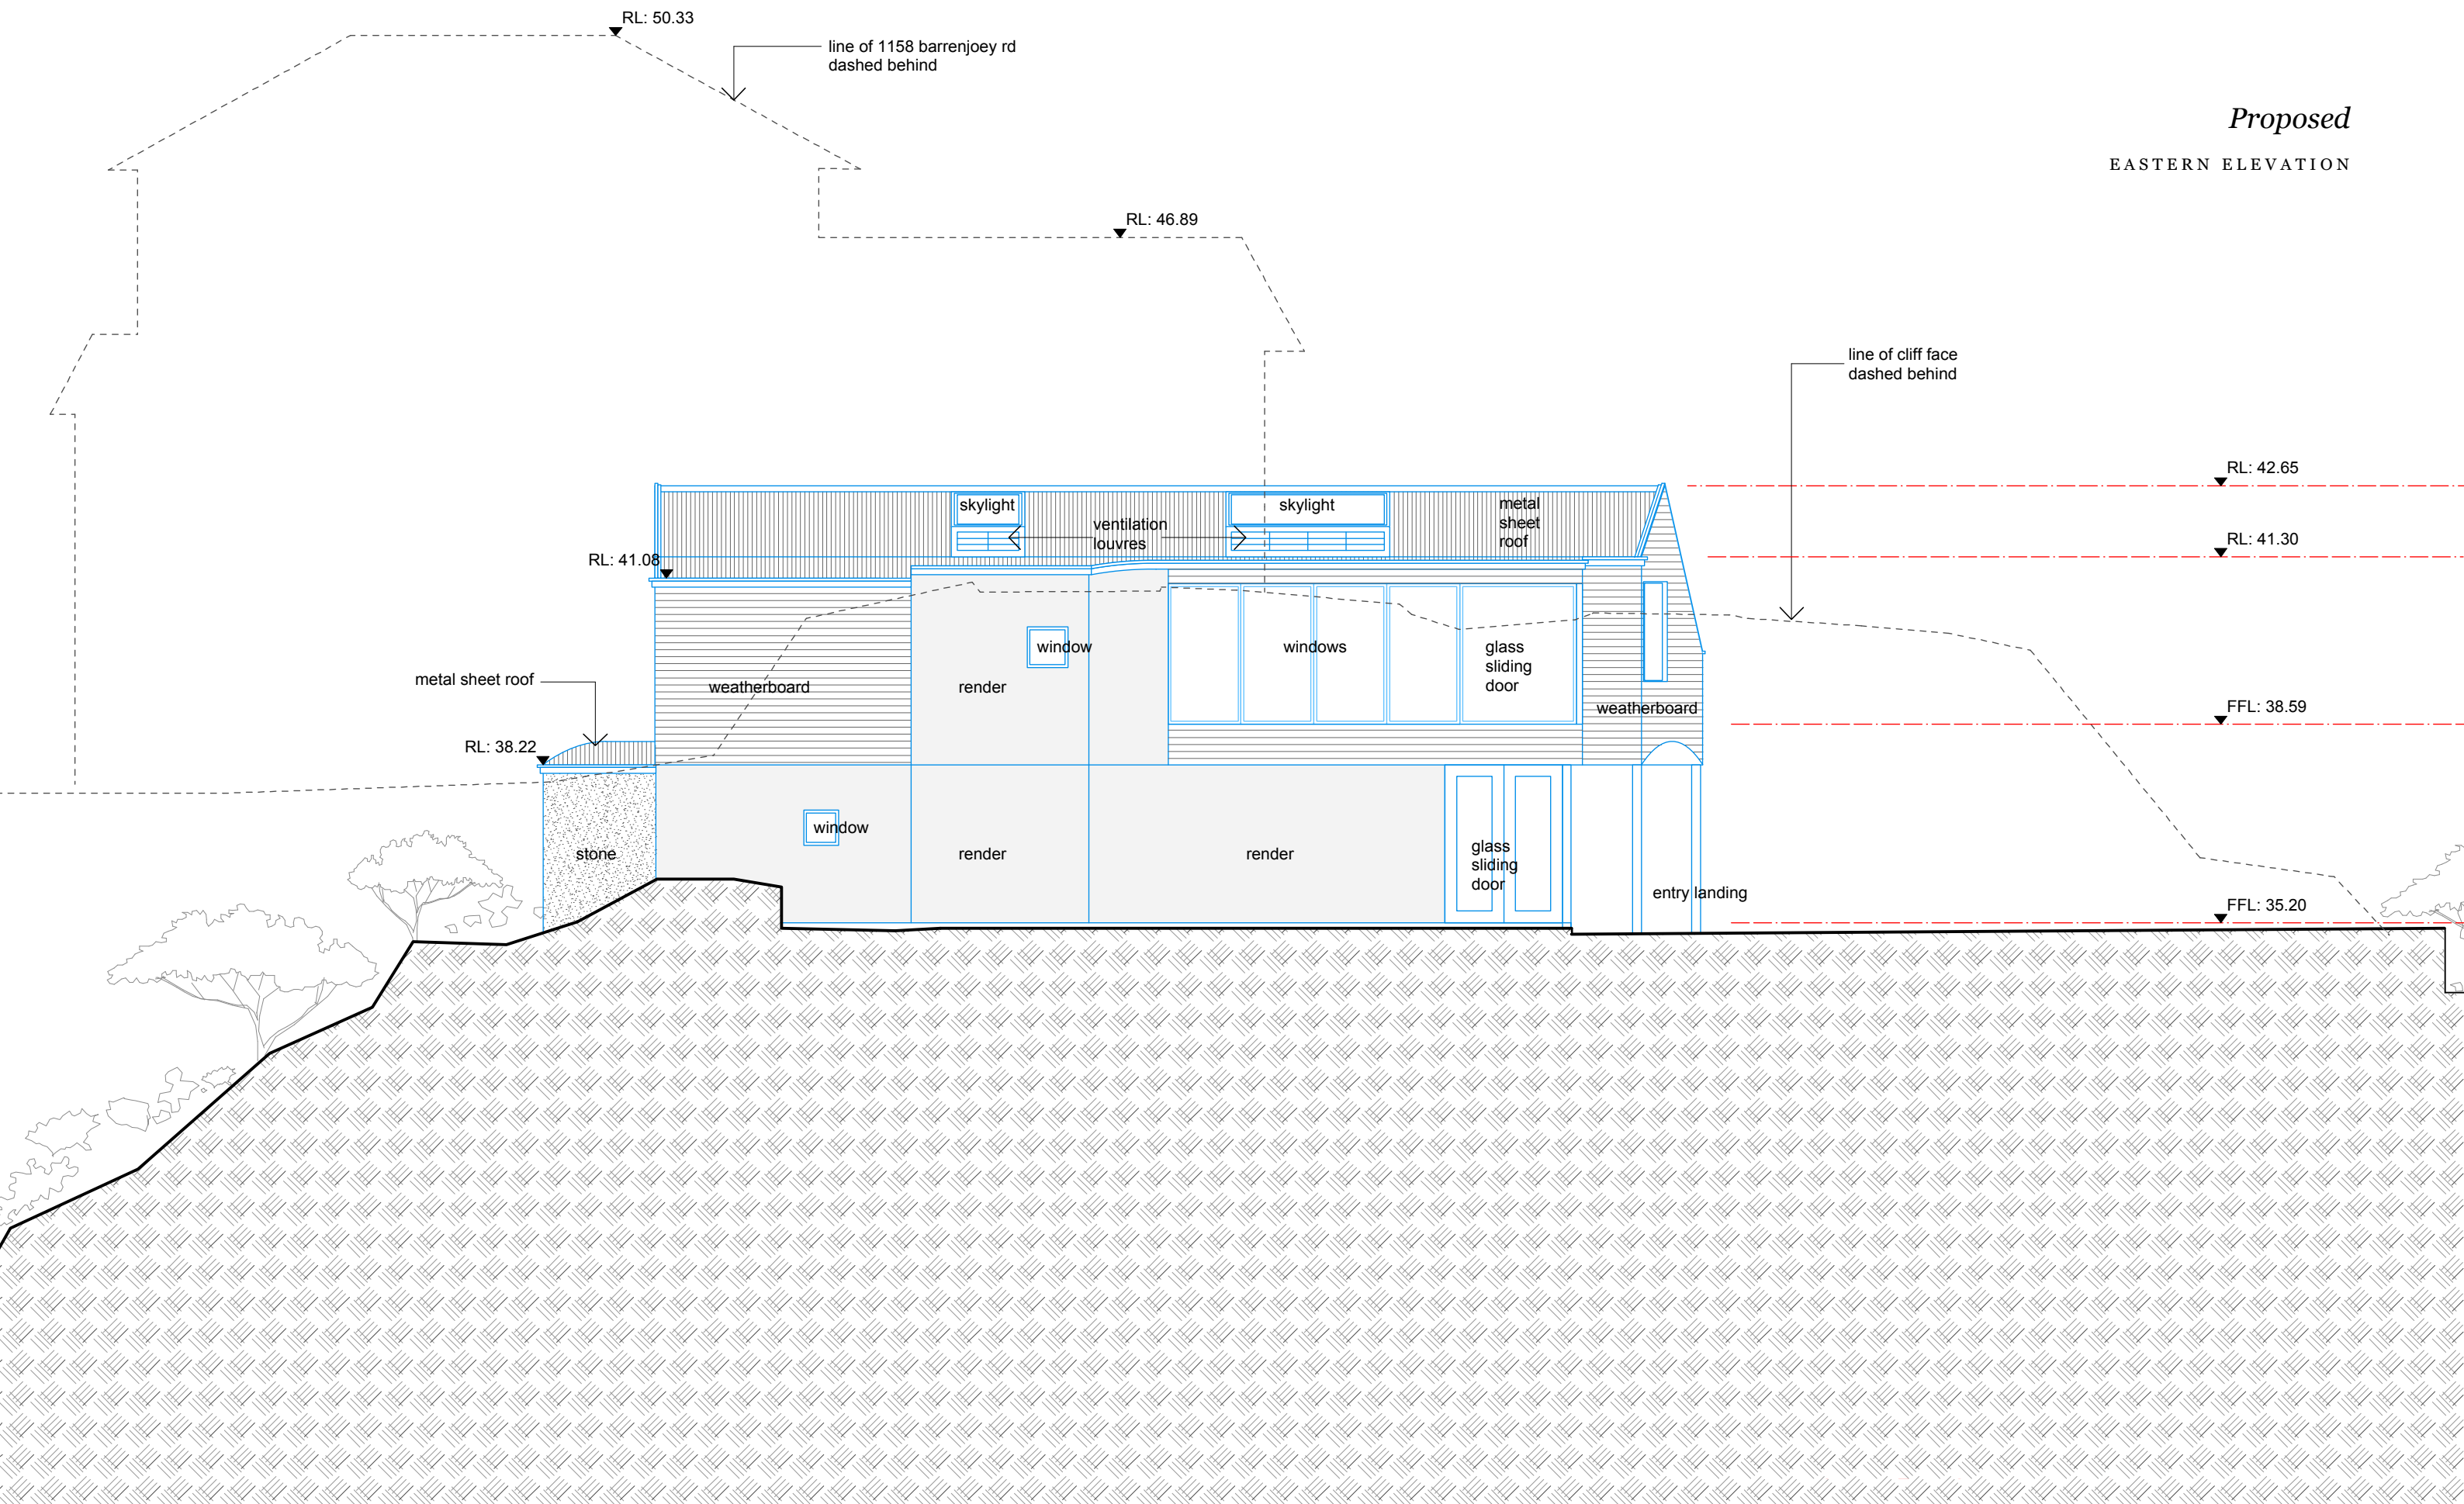 RL: 50.33
line of 1158 barrenjoey rd
dashed behind
Proposed
EASTERN ELEVATION
RL: 46.89
line of cliff face
dashed behind
RL: 42.65
skylight
skylight
metal
sheet
roof
ventilation
louvres
RL: 41.30
RL: 41.08
window
windows
glass
sliding
door
metal sheet roof
weatherboard
render
weatherboard
FFL: 38.59
RL: 38.22
window
stone
render
render
glass
sliding
door
entry landing
FFL: 35.20